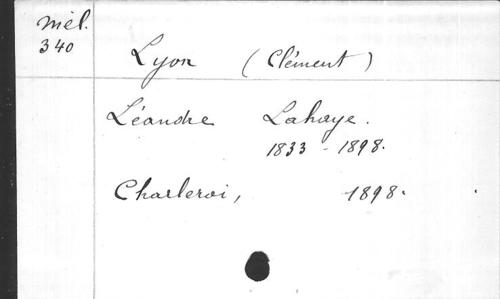 Mél.
340
Lyon (Clément)
Léandre Lahaye.
1833 - 1898.
Charleroi, 1898.